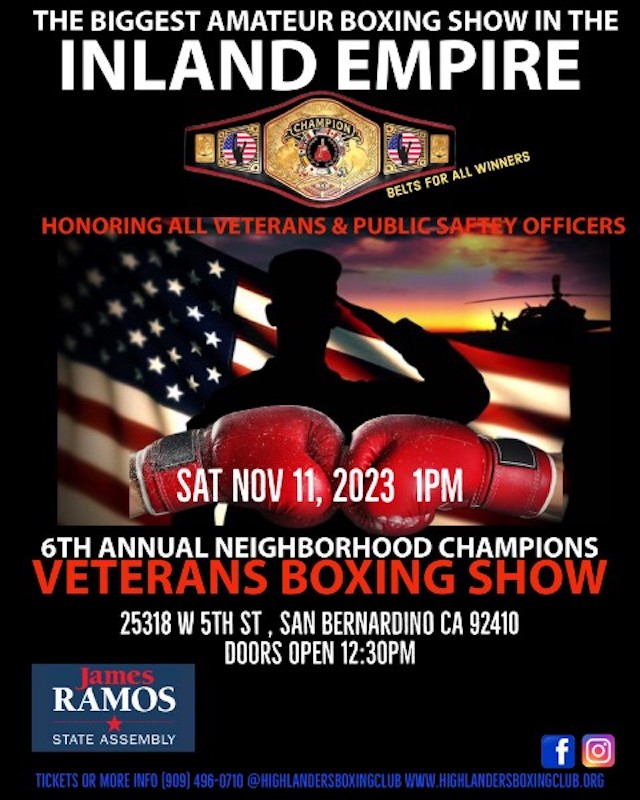 THE BIGGEST AMATEUR BOXING SHOW IN THE
INLAND EMPIRE
CHAMPION
BELTS FOR ALL WINNERS
HONORING ALL VETERANS & PUBLIC SAFTEY OFFICERS
SAT NOV 11, 2023 1PM
6TH ANNUAL NEIGHBORHOOD CHAMPIONS
VETERANS BOXING SHOW
25318 W 5TH ST , SAN BERNARDINO CA 92410
DOORS OPEN 12:30PM
James
RAMOS
STATE ASSEMBLY
TICKETS OR MORE INFO (909) 496-0710 @HIGHLANDERSBOXINGCLUB WWW.HIGHLANDERSBOXINGCLUB.ORG